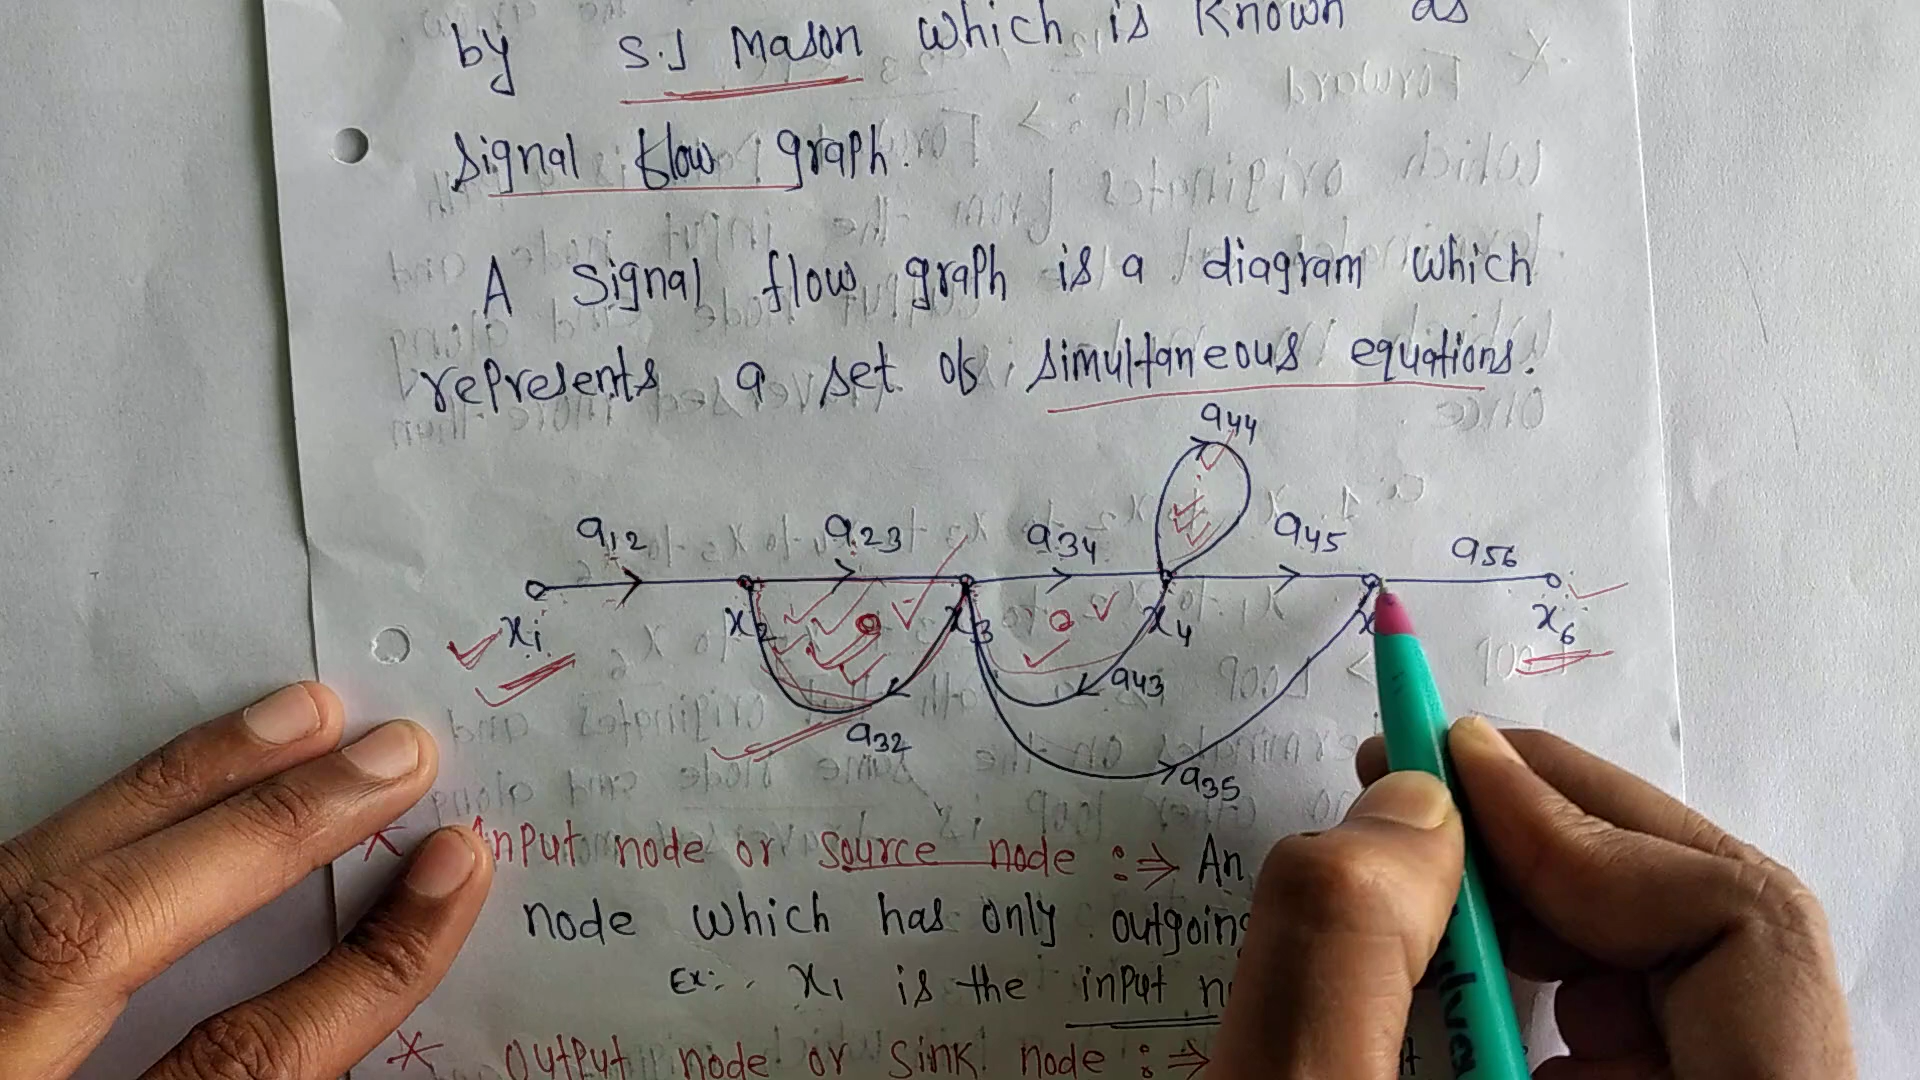 by S.J Mason which is known as
signal flow graph.
A signal flow graph is a diagram which
represents a set of simultaneous equations.
a44
a12 a23 a34 a45 a56
x1 x2 x3 x4 x6
a43
a32
a35
* Input node or source node :⇒ An
node which has only outgoing
Ex:. x1 is the input
* Output node or sink node :⇒